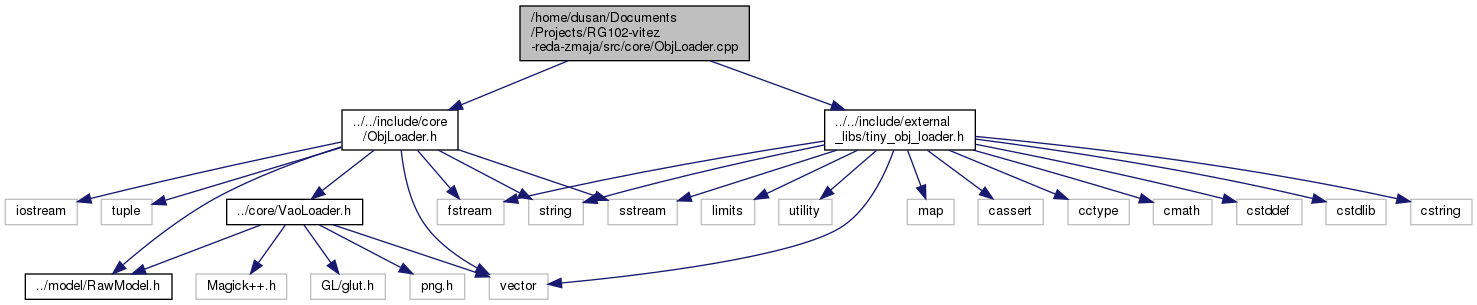 /home/dusan/Documents
/Projects/RG102-vitez
-reda-zmaja/src/core/ObjLoader.cpp
../../include/core
/ObjLoader.h
../../include/external
_libs/tiny_obj_loader.h
iostream
tuple
../core/VaoLoader.h
fstream
string
sstream
limits
utility
map
cassert
cctype
cmath
cstddef
cstdlib
cstring
../model/RawModel.h
Magick++.h
GL/glut.h
png.h
vector